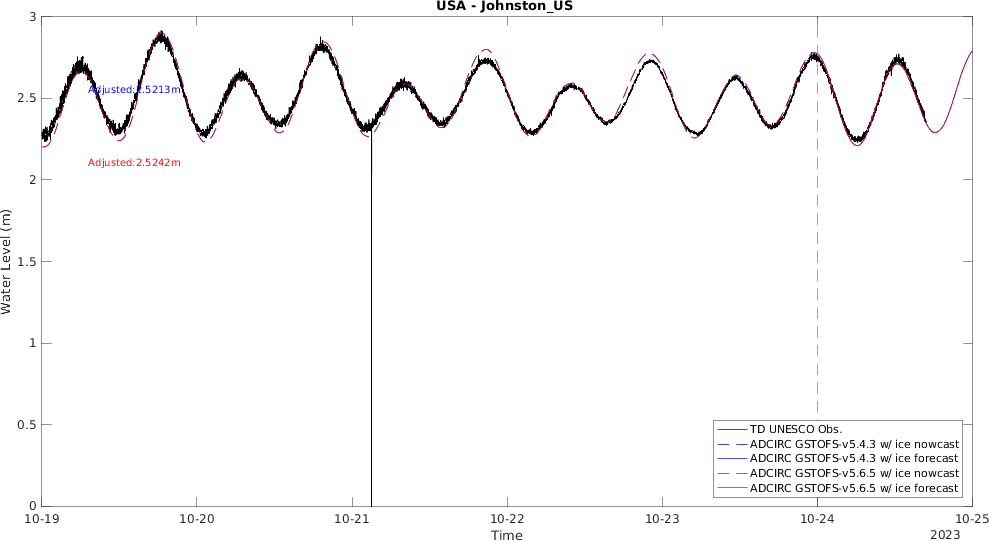 USA - Johnston_US
3
2.5
2
1.5
1
0.5
0
Water Level (m)
Adjusted:2.5213m
Adjusted:2.5242m
TD UNESCO Obs.
ADCIRC GSTOFS-v5.4.3 w/ ice nowcast
ADCIRC GSTOFS-v5.4.3 w/ ice forecast
ADCIRC GSTOFS-v5.6.5 w/ ice nowcast
ADCIRC GSTOFS-v5.6.5 w/ ice forecast
10-19 10-20 10-21 10-22 10-23 10-24 10-25
Time
2023